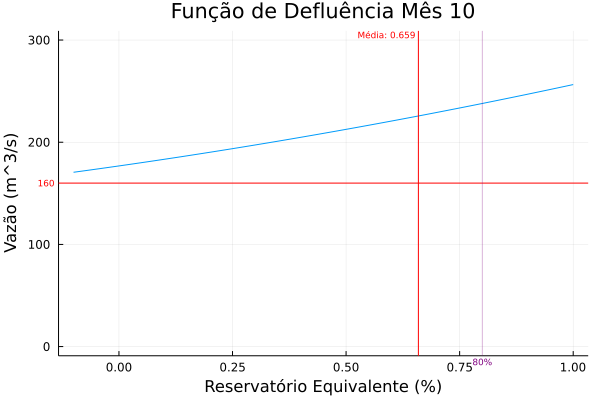 Função de Defluência Mês 10
Média: 0.659
300
200
160
100
0
Vazão (m^3/s)
0.00
0.25
0.50
0.75
80%
1.00
Reservatório Equivalente (%)